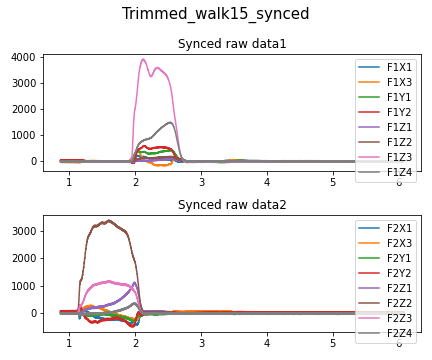 Trimmed_walk15_synced
Synced raw data1
4000
3000
2000
1000
0
1 2 3 4 5 6
F1X1
F1X3
F1Y1
F1Y2
F1Z1
F1Z2
F1Z3
F1Z4
Synced raw data2
3000
2000
1000
0
1 2 3 4 5 6
F2X1
F2X3
F2Y1
F2Y2
F2Z1
F2Z2
F2Z3
F2Z4